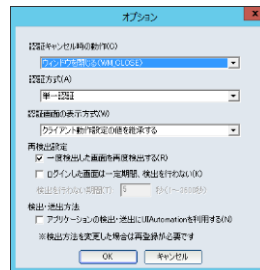 オプション
認証キャンセル時の動作(C)
ウィンドウを閉じる(WM_CLOSE)
認証方式(A)
単一認証
認証画面の表示方式(W)
クライアント動作設定の値を継承する
再検出設定
一度検出した画面を再度検出する(R)
ログインした画面は一定期間、検出を行わない(K)
検出を行わない期間(T) 5 秒(1～3600秒)
検出・送出方法
アプリケーションの検出・送出にUIAutomationを利用する(N)
※検出方法を変更した場合は再登録が必要です
OK キャンセル